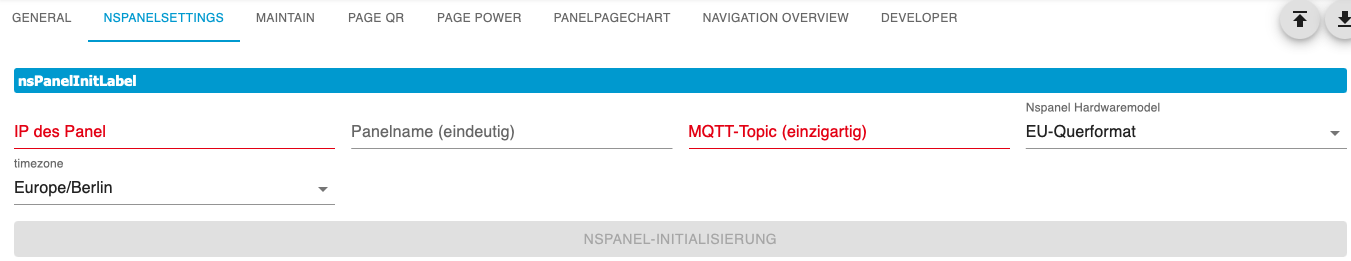 GENERAL NSPANELSETTINGS MAINTAIN PAGE QR PAGE POWER PANELPAGECHART NAVIGATION OVERVIEW DEVELOPER
nsPanelInitLabel
Nspanel Hardwaremodel
IP des Panel Panelname (eindeutig) MQTT-Topic (einzigartig) EU-Querformat
timezone
Europe/Berlin
NSPANEL-INITIALISIERUNG